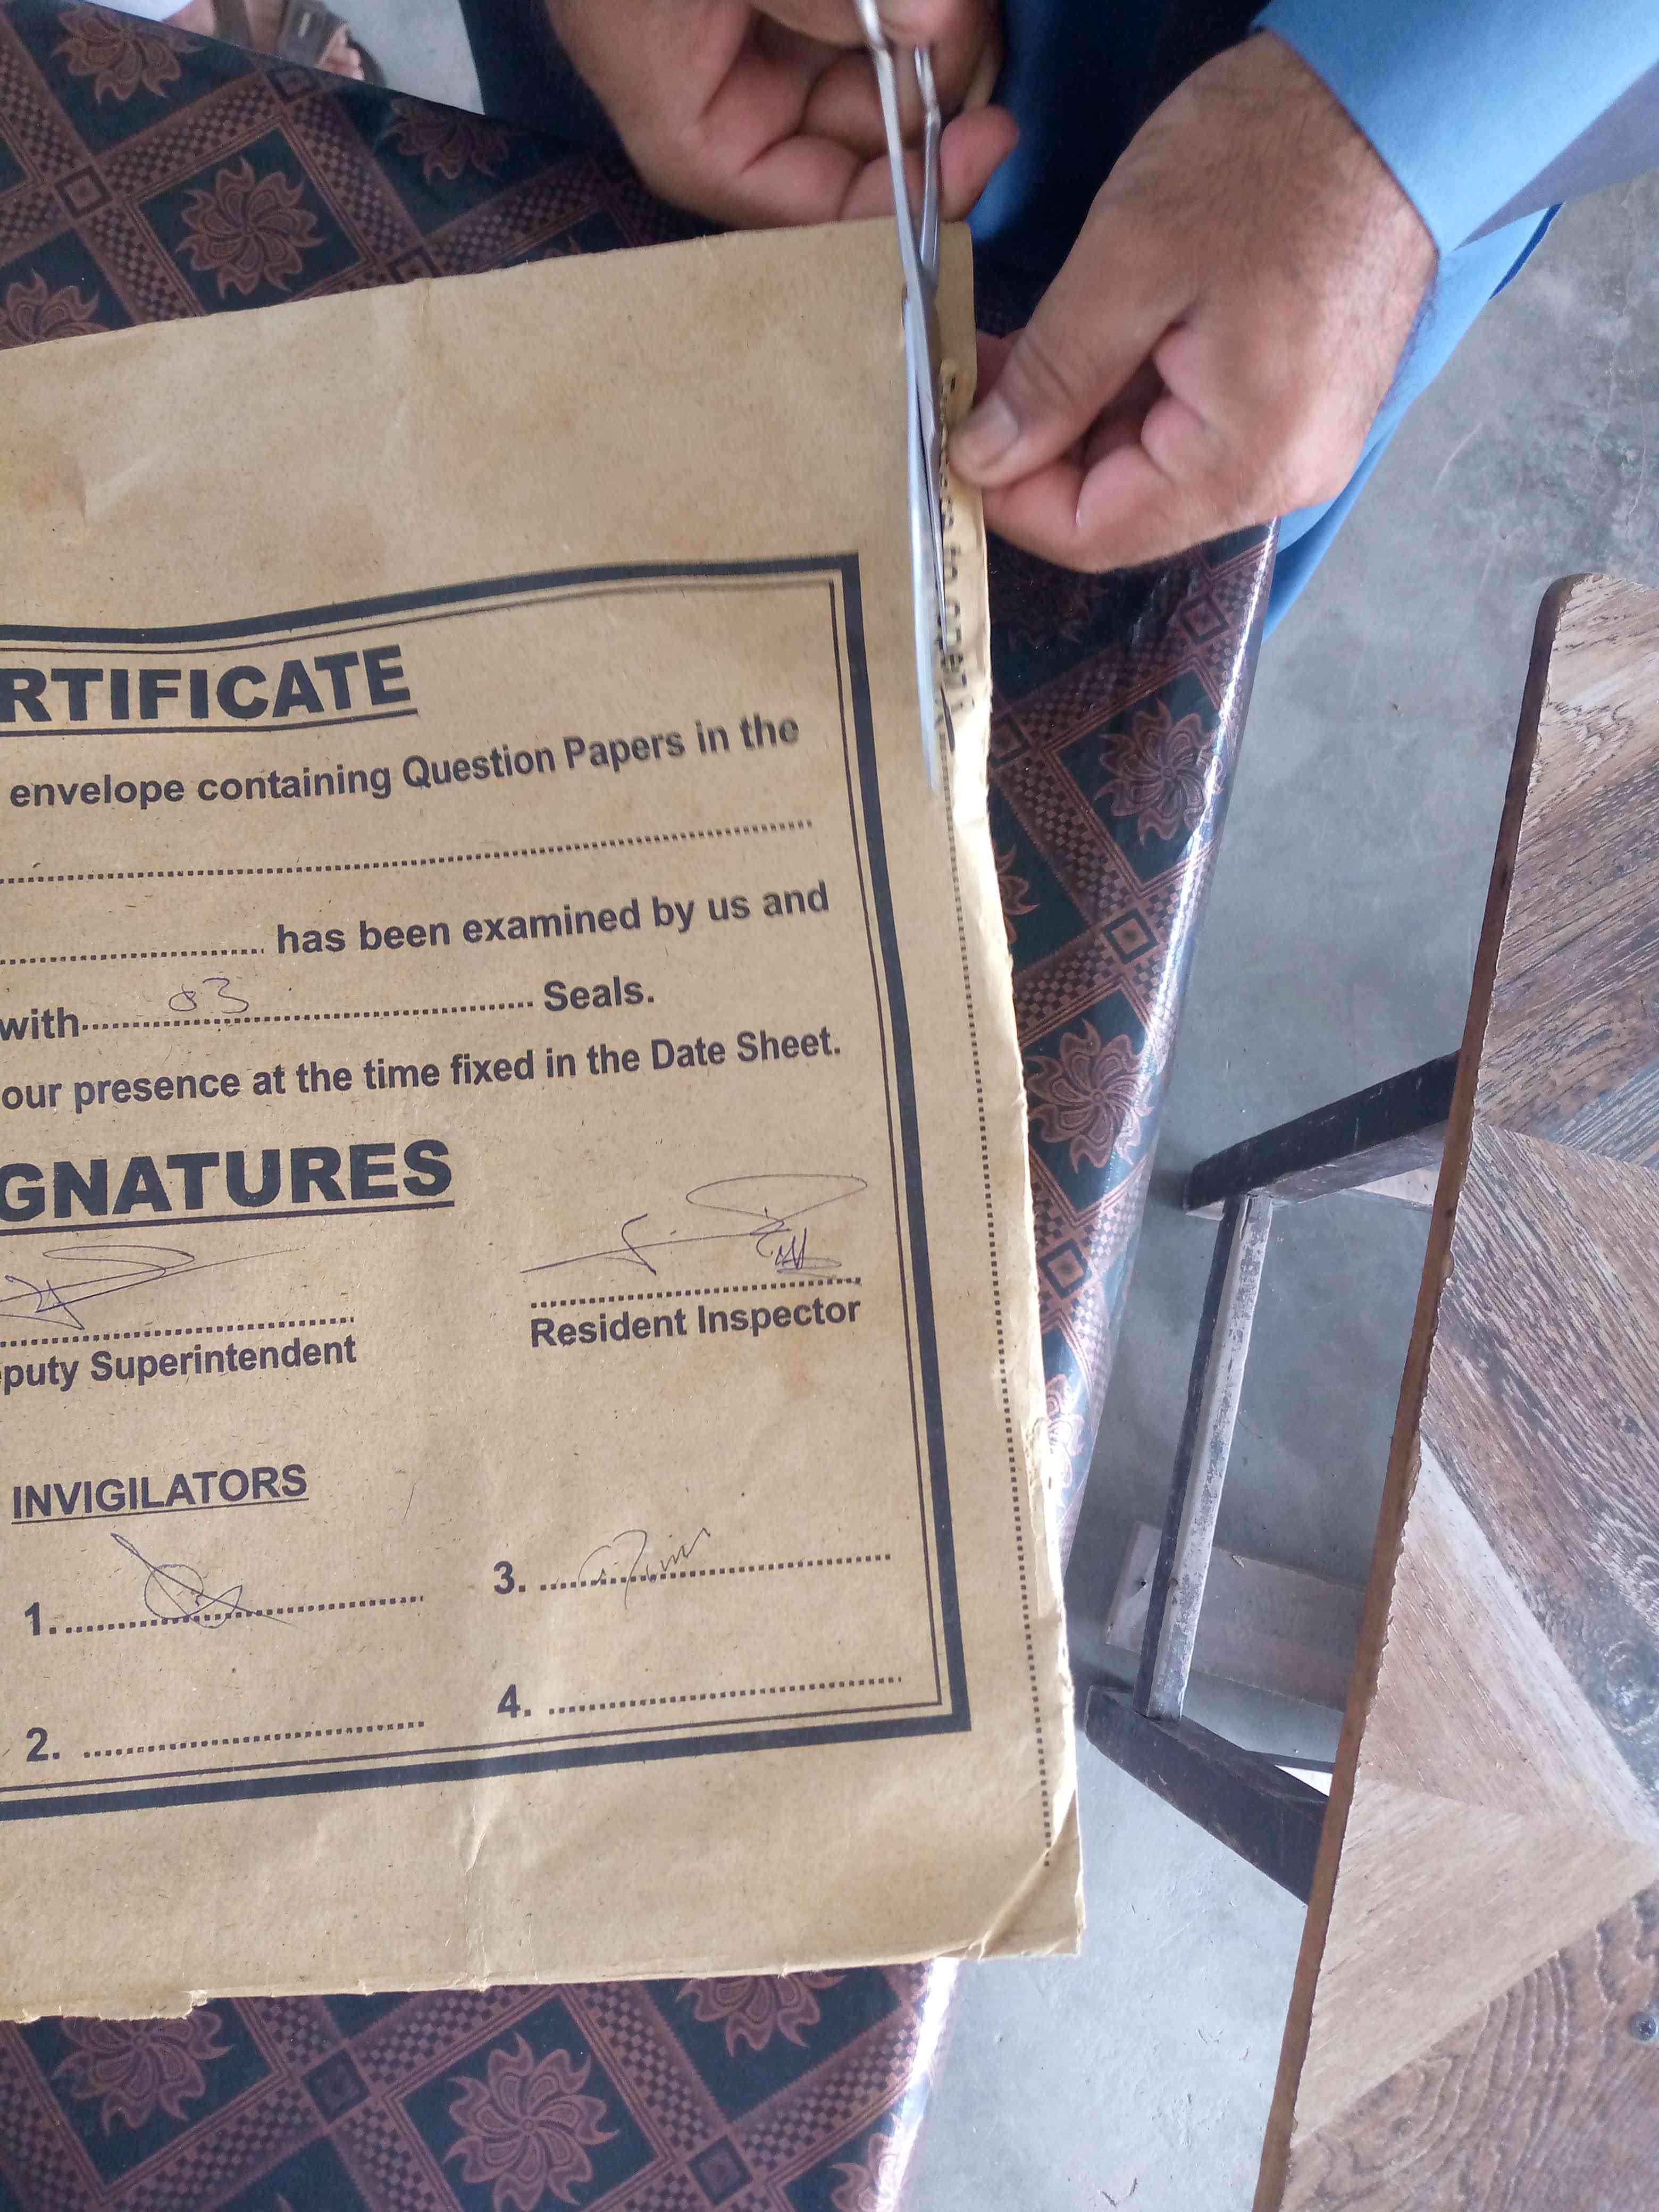 RTIFICATE
envelope containing Question Papers in the
has been examined by us and
with 03 Seals.
our presence at the time fixed in the Date Sheet.
GNATURES
puty Superintendent
Resident Inspector
INVIGILATORS
1.
3.
2.
4.